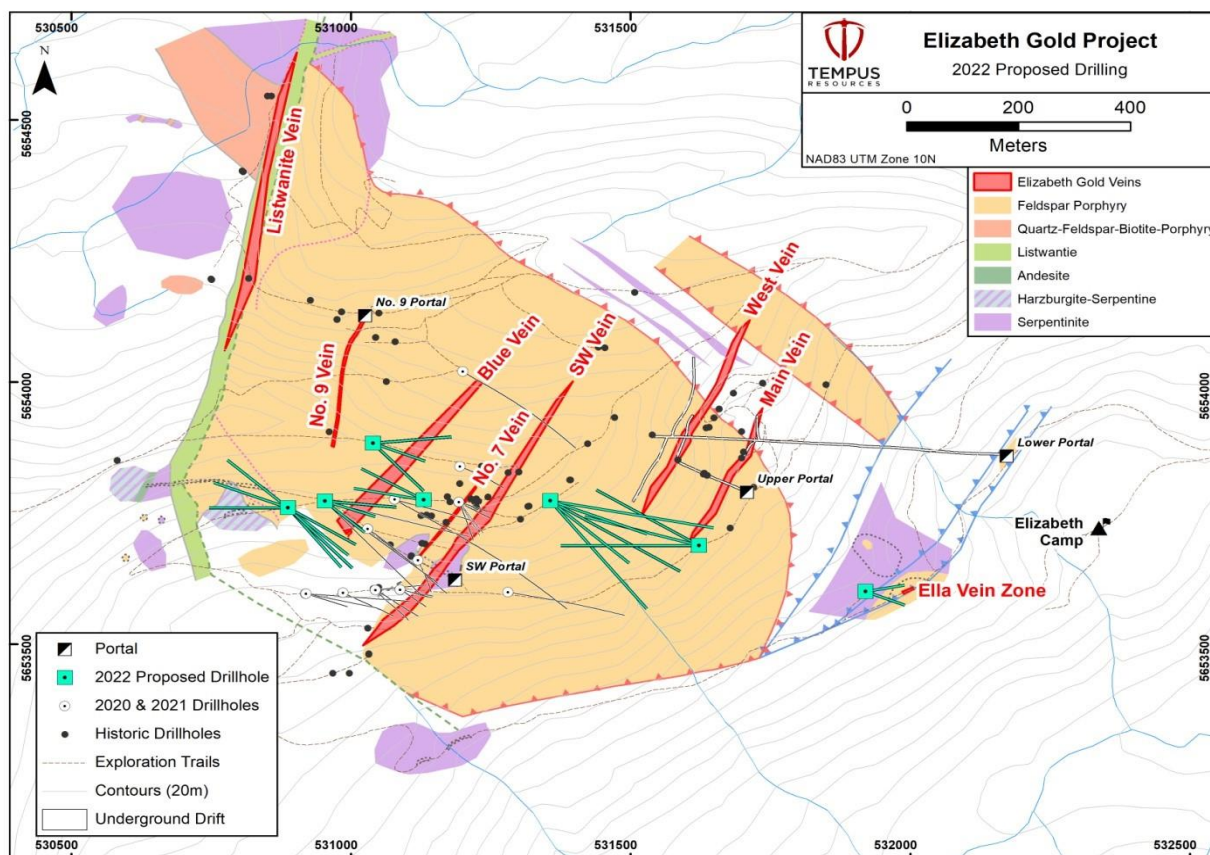 530500
531000
531500
N
TEMPUS
RESOURCES
Elizabeth Gold Project
2022 Proposed Drilling
0 200 400
Meters
NAD83 UTM Zone 10N
Elizabeth Gold Veins
Feldspar Porphyry
Quartz-Feldspar-Biotite-Porphyry
Listwantie
Andesite
Harzburgite-Serpentine
Serpentinite
5654500
Listwanite Vein
No. 9 Portal
No. 9 Vein
Blue Vein
SW Vein
West Vein
Main Vein
5654000
5654000
No. 7 Vein
Lower Portal
Upper Portal
Elizabeth
Camp
SW Portal
Ella Vein Zone
5653500
5653500
Portal
2022 Proposed Drillhole
2020 & 2021 Drillholes
Historic Drillholes
Exploration Trails
Contours (20m)
Underground Drift
530500
531000
531500
532000
532500